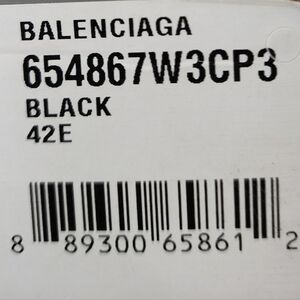 BALENCIAGA
654867W3CP3
BLACK
42E
8 89300 65861 2